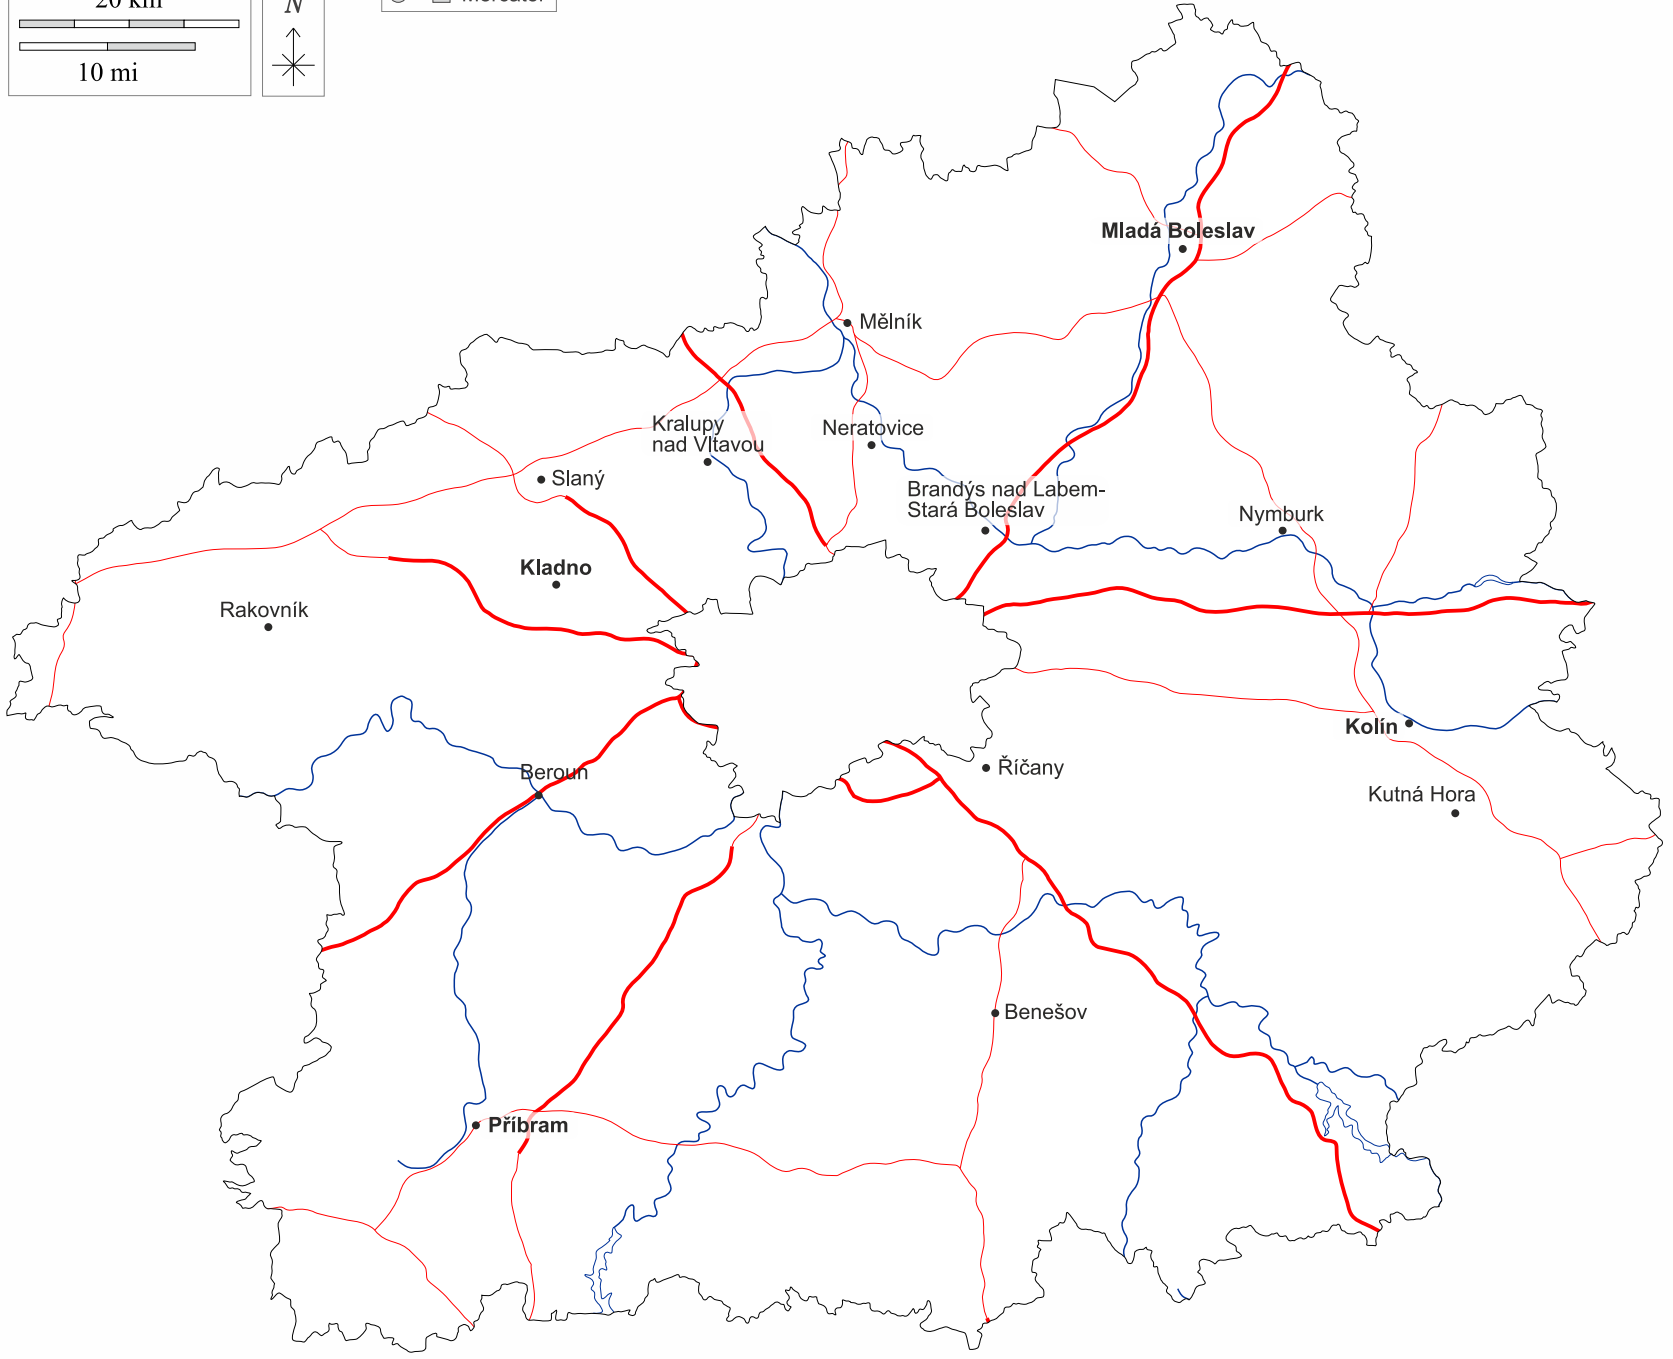 20 km
10 mi
N
Mercator
Mladá Boleslav
Mělník
Kralupy
nad Vltavou
Neratovice
Slaný
Brandýs nad Labem-
Stará Boleslav
Nymburk
Kladno
Rakovník
Kolín
Beroun
Říčany
Kutná Hora
Benešov
Příbram